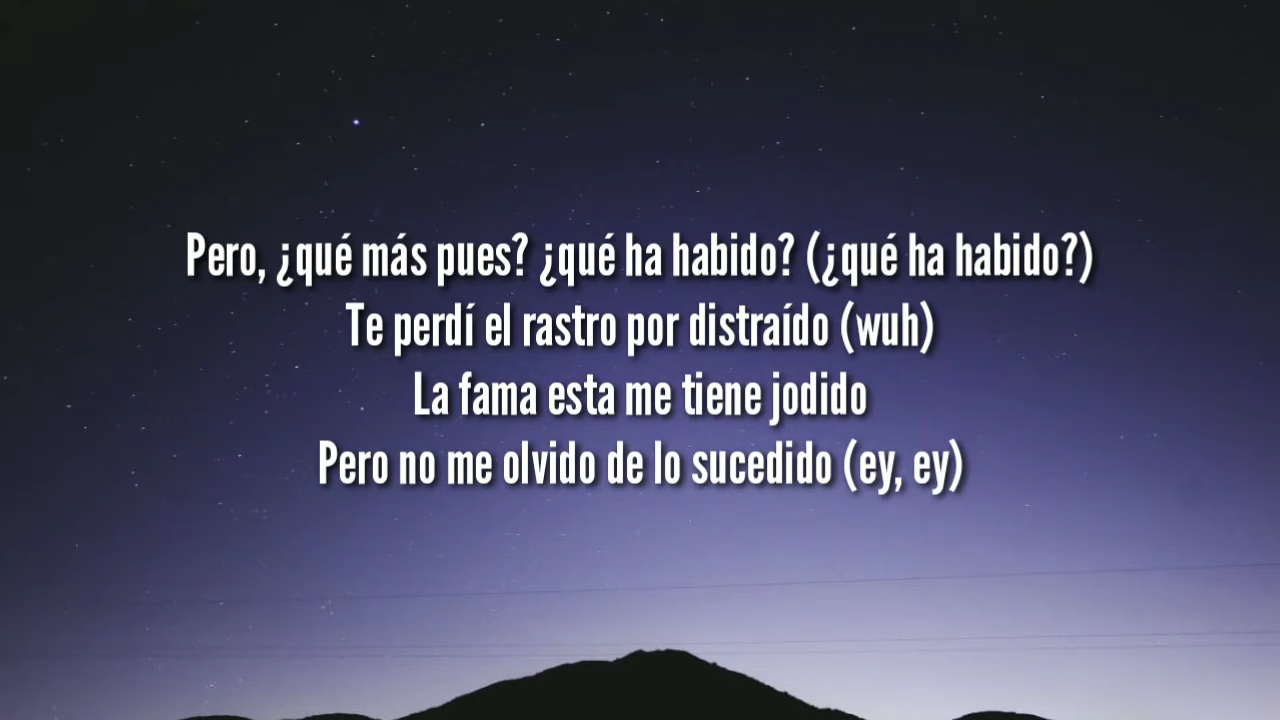 Pero, ¿qué más pues? ¿qué ha habido? (¿qué ha habido?)
Te perdí el rastro por distraído (wuh)
La fama esta me tiene jodido
Pero no me olvido de lo sucedido (ey, ey)